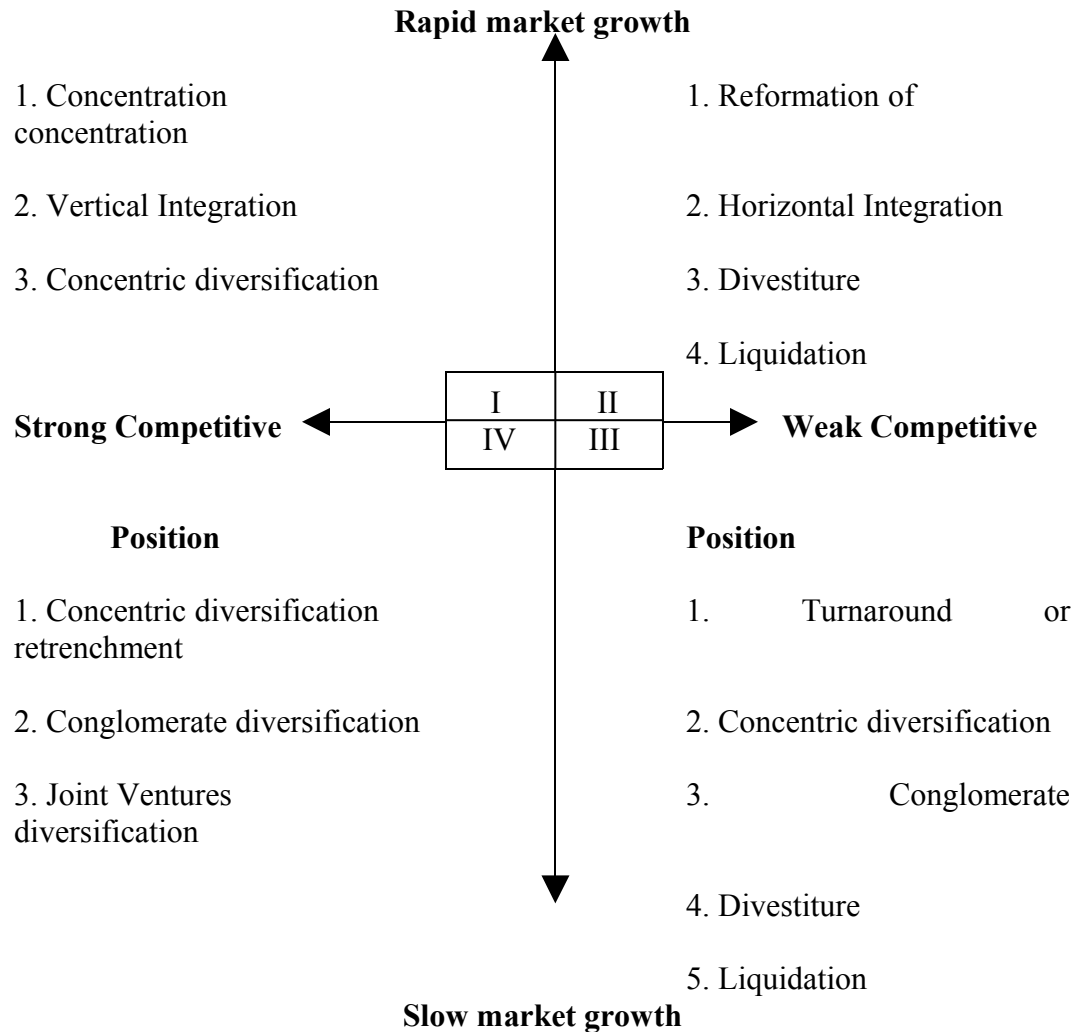 Rapid market growth
1. Concentration 1. Reformation of
concentration
2. Vertical Integration 2. Horizontal Integration
3. Concentric diversification 3. Divestiture
4. Liquidation
I II
Strong Competitive Weak Competitive
IV III
Position Position
1. Concentric diversification 1. Turnaround or
retrenchment
2. Conglomerate diversification 2. Concentric diversification
3. Joint Ventures 3. Conglomerate
diversification
4. Divestiture
5. Liquidation
Slow market growth